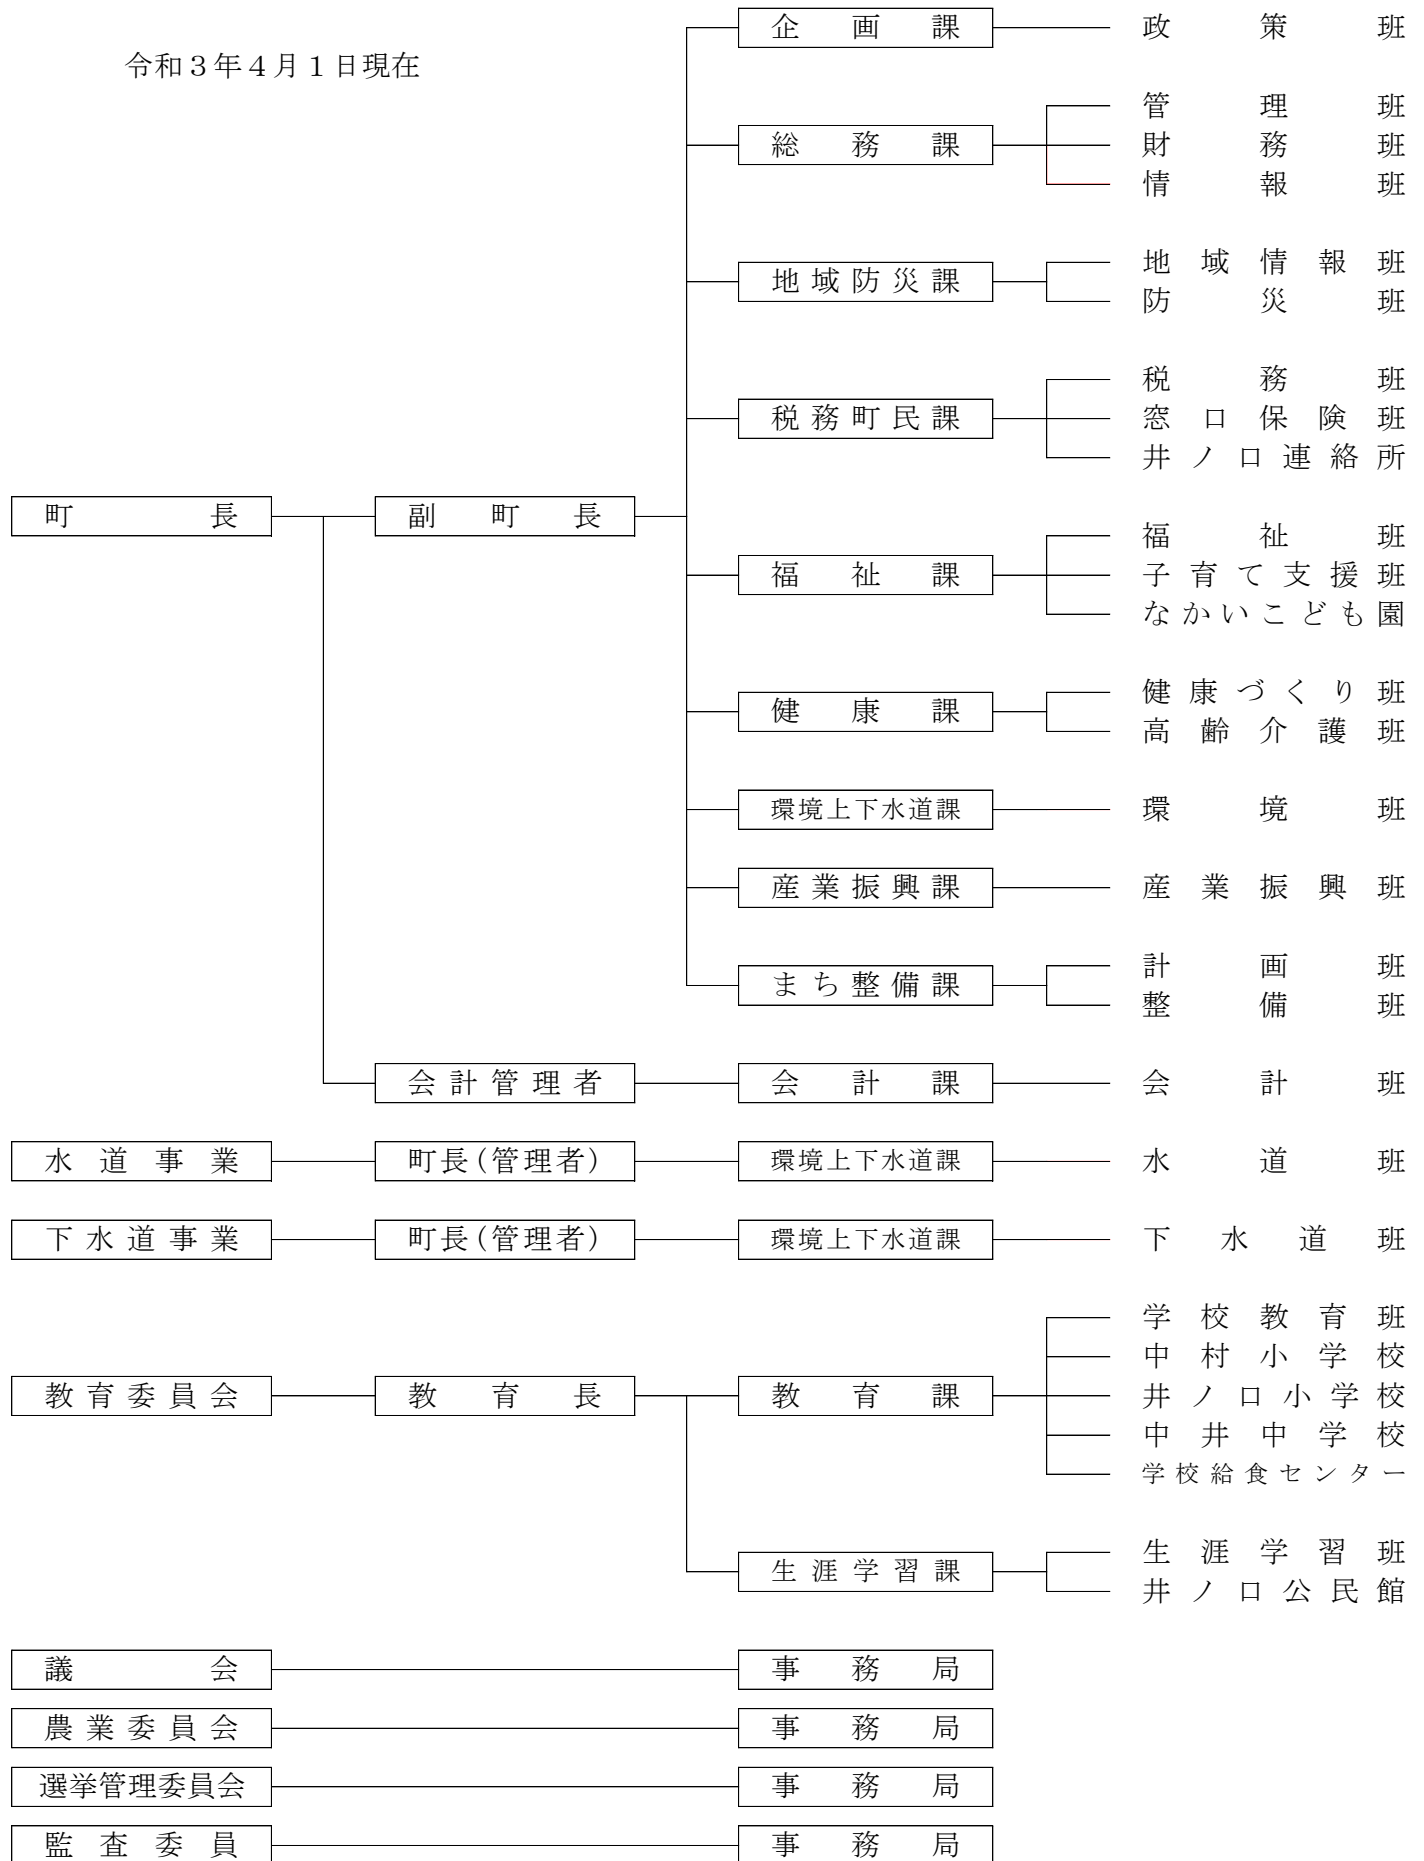 企画課 政策班
令和３年４月１日現在
管理班
総務課 財務班
情報班
地域情報班
地域防災課
防災班
税務班
税務町民課 窓口保険班
井ノ口連絡所
町長 副町長
福祉班
福祉課 子育て支援班
なかいこども園
健康づくり班
健康課
高齢介護班
環境上下水道課 環境班
産業振興課 産業振興班
計画班
まち整備課
整備班
会計管理者 会計課 会計班
水道事業 町長(管理者) 環境上下水道課 水道班
下水道事業 町長(管理者) 環境上下水道課 下水道班
学校教育班
中村小学校
教育委員会 教育長 教育課 井ノ口小学校
中井中学校
学校給食センター
生涯学習班
生涯学習課
井ノ口公民館
議会 事務局
農業委員会 事務局
選挙管理委員会 事務局
監査委員 事務局